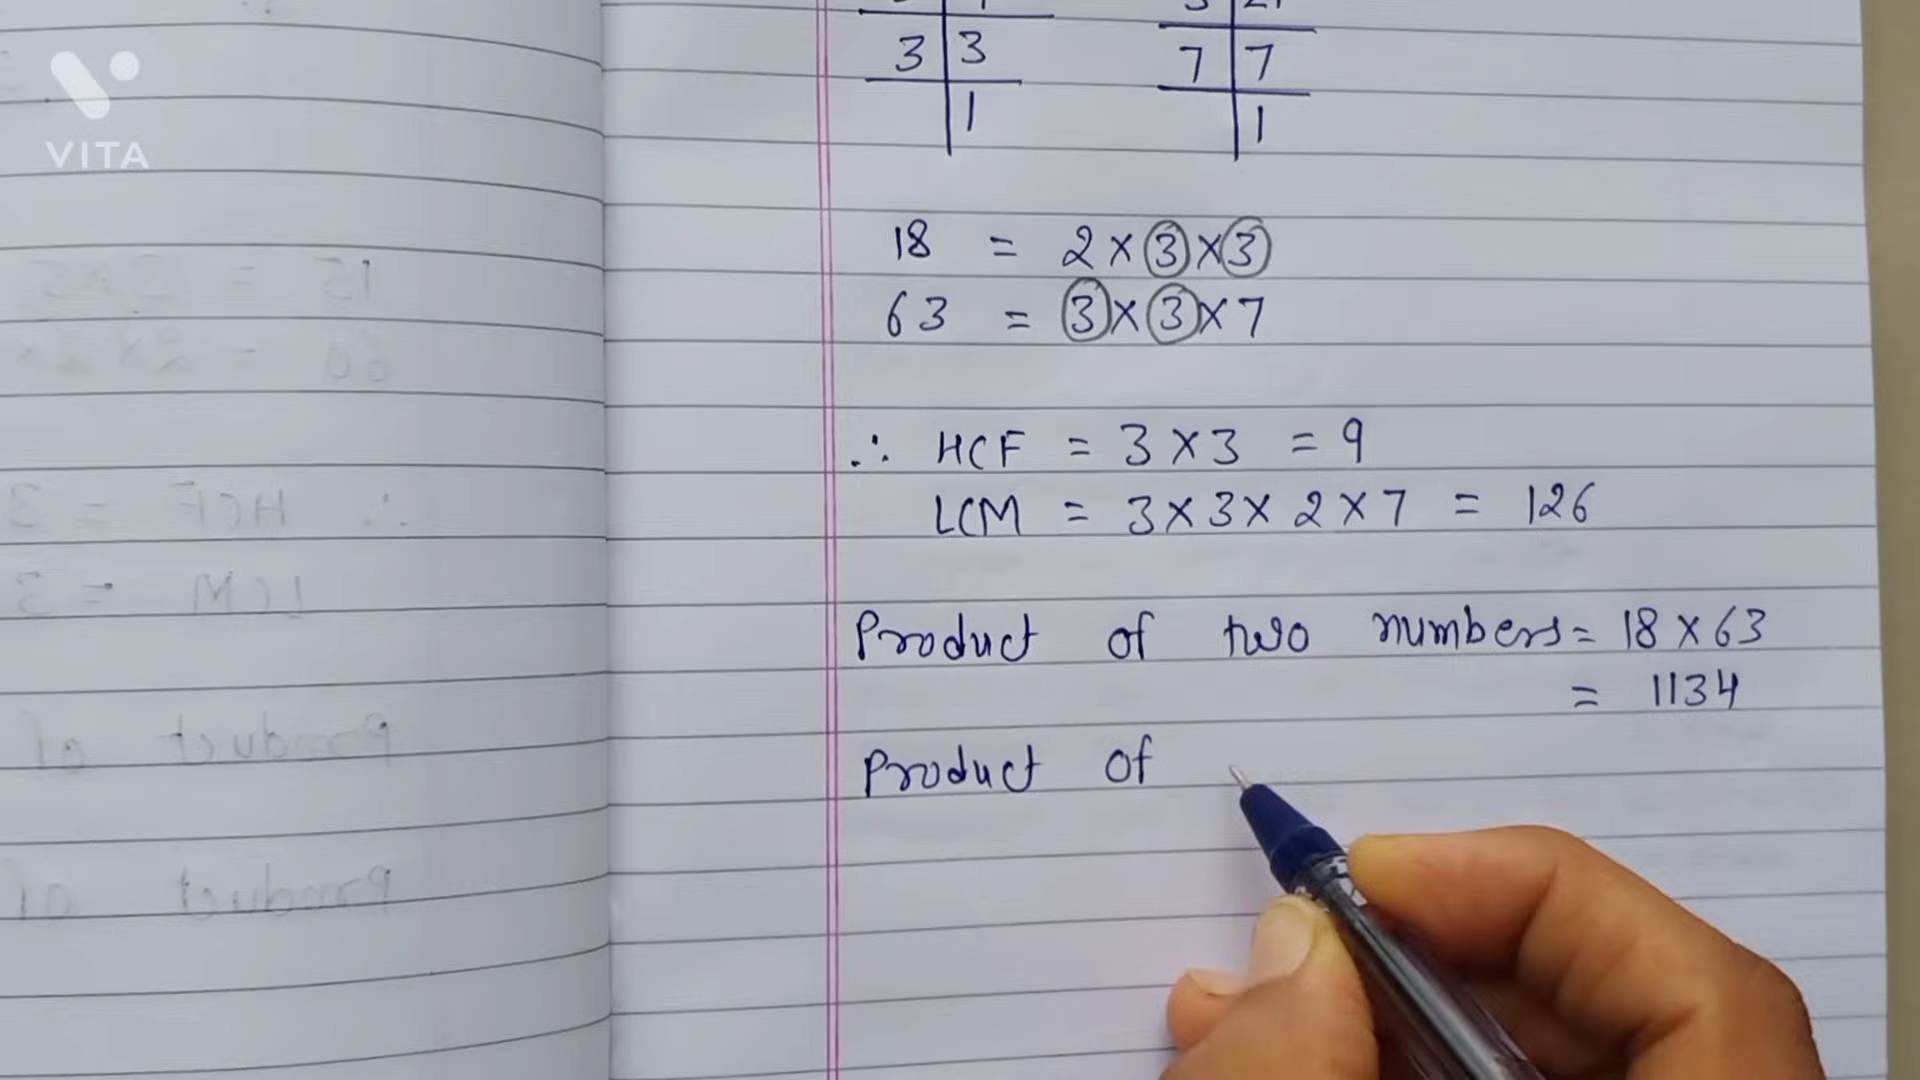 VITA
3 3
1
7 7
1
18 = 2 × 3 × 3
63 = 3 × 3 × 7
∴ HCF = 3 × 3 = 9
LCM = 3 × 3 × 2 × 7 = 126
Product of two numbers = 18 × 63
= 1134
Product of